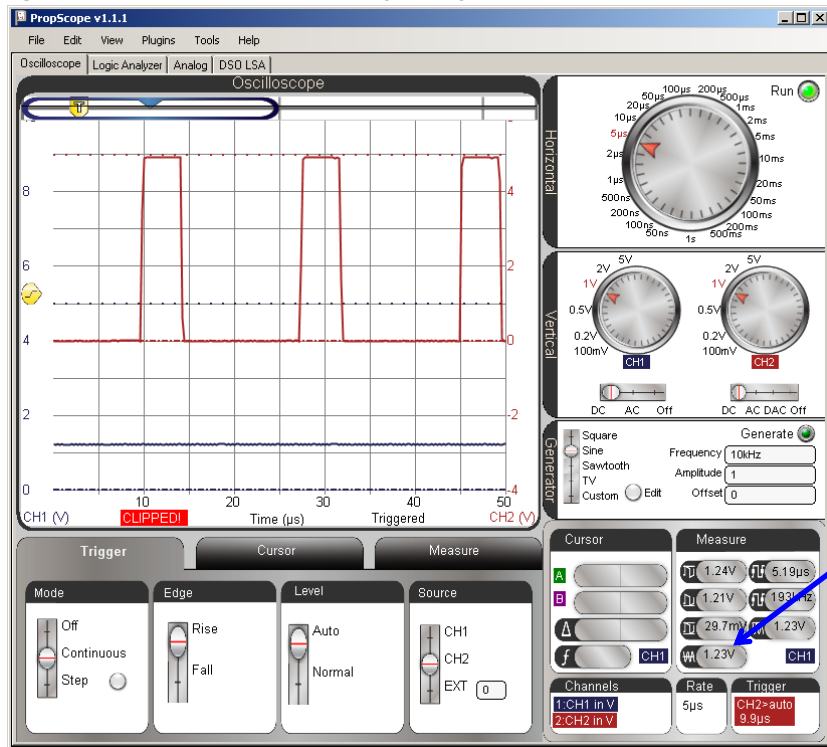 PropScope v1.1.1
File Edit View Plugins Tools Help
Oscilloscope Logic Analyzer Analog DSO LSA
Oscilloscope
T
8
6
4
2
0
4
2
0
-2
-4
10 20 30 40 50
CH1 (V) CLIPPED! Time (µs) Triggered CH2 (V)
Horizontal
Run
50ns
100ns
200ns
500ns
1µs
2µs
5µs
10µs
20µs
50µs
100µs
200µs
500µs
1ms
2ms
5ms
10ms
20ms
50ms
100ms
200ms
500ms
1s
Vertical
5V
2V
1V
0.5V
0.2V
100mV
CH1
DC AC Off
5V
2V
1V
0.5V
0.2V
100mV
CH2
DC AC DAC Off
Generator
Square
Sine
Sawtooth
TV
Custom Edit
Generate
Frequency 10kHz
Amplitude 1
Offset 0
Trigger Cursor Measure
Mode
Off
Continuous
Step
Edge
Rise
Fall
Level
Auto
Normal
Source
CH1
CH2
EXT 0
Cursor
A
B
Δ
f CH1
Measure
1.24V 5.19µs
1.21V 193kHz
29.7mV 1.23V
1.23V CH1
Channels
1:CH1 in V
2:CH2 in V
Rate
5µs
Trigger
CH2>auto
9.9µs